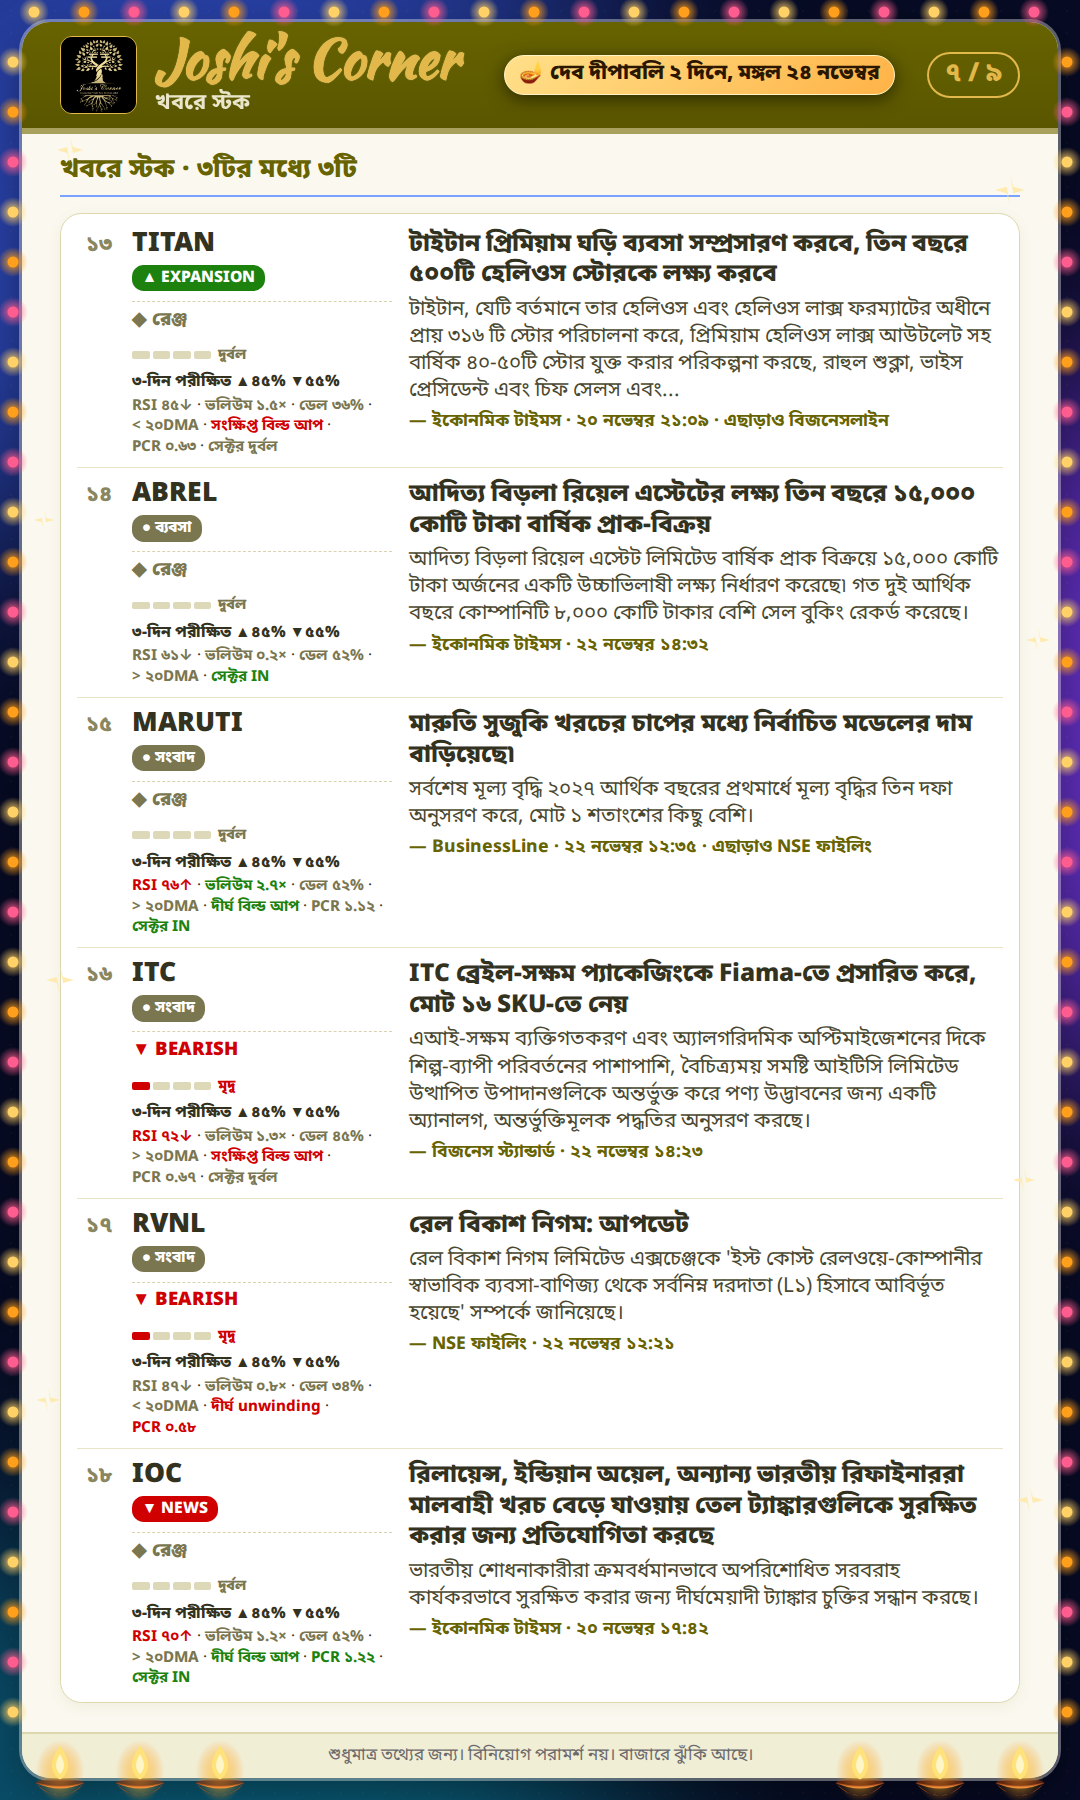 Joshi's Corner
খবরে স্টক
🪔 দেব দীপাবলি ২ দিনে, মঙ্গল ২৪ নভেম্বর
৭ / ৯
Joshi's Corner
খবরে স্টক · ৩টির মধ্যে ৩টি
১৩ TITAN
▲ EXPANSION
◆ রেঞ্জ
দুর্বল
৩-দিন পরীক্ষিত ▲৪৫% ▼৫৫%
RSI ৪৫↓ · ভলিউম ১.৫× · ডেল ৩৬% ·
< ২০DMA · সংক্ষিপ্ত বিল্ড আপ ·
PCR ০.৬৩ · সেক্টর দুর্বল
টাইটান প্রিমিয়াম ঘড়ি ব্যবসা সম্প্রসারণ করবে, তিন বছরে
৫০০টি হেলিওস স্টোরকে লক্ষ্য করবে
টাইটান, যেটি বর্তমানে তার হেলিওস এবং হেলিওস লাক্স ফরম্যাটের অধীনে
প্রায় ৩১৬ টি স্টোর পরিচালনা করে, প্রিমিয়াম হেলিওস লাক্স আউটলেট সহ
বার্ষিক ৪০-৫০টি স্টোর যুক্ত করার পরিকল্পনা করছে, রাহুল শুক্লা, ভাইস
প্রেসিডেন্ট এবং চিফ সেলস এবং...
— ইকোনমিক টাইমস · ২০ নভেম্বর ২১:০৯ · এছাড়াও বিজনেসলাইন
১৪ ABREL
● ব্যবসা
◆ রেঞ্জ
দুর্বল
৩-দিন পরীক্ষিত ▲৪৫% ▼৫৫%
RSI ৬১↓ · ভলিউম ০.২× · ডেল ৫২% ·
> ২০DMA · সেক্টর IN
আদিত্য বিড়লা রিয়েল এস্টেটের লক্ষ্য তিন বছরে ১৫,০০০
কোটি টাকা বার্ষিক প্রাক-বিক্রয়
আদিত্য বিড়লা রিয়েল এস্টেট লিমিটেড বার্ষিক প্রাক বিক্রয়ে ১৫,০০০ কোটি
টাকা অর্জনের একটি উচ্চাভিলাষী লক্ষ্য নির্ধারণ করেছে৷ গত দুই আর্থিক
বছরে কোম্পানিটি ৮,০০০ কোটি টাকার বেশি সেল বুকিং রেকর্ড করেছে।
— ইকোনমিক টাইমস · ২২ নভেম্বর ১৪:৩২
১৫ MARUTI
● সংবাদ
◆ রেঞ্জ
দুর্বল
৩-দিন পরীক্ষিত ▲৪৫% ▼৫৫%
RSI ৭৬↑ · ভলিউম ২.৭× · ডেল ৫২% ·
> ২০DMA · দীর্ঘ বিল্ড আপ · PCR ১.১২ ·
সেক্টর IN
মারুতি সুজুকি খরচের চাপের মধ্যে নির্বাচিত মডেলের দাম
বাড়িয়েছে৷
সর্বশেষ মূল্য বৃদ্ধি ২০২৭ আর্থিক বছরের প্রথমার্ধে মূল্য বৃদ্ধির তিন দফা
অনুসরণ করে, মোট ১ শতাংশের কিছু বেশি।
— BusinessLine · ২২ নভেম্বর ১২:৩৫ · এছাড়াও NSE ফাইলিং
১৬ ITC
● সংবাদ
▼ BEARISH
মৃদু
৩-দিন পরীক্ষিত ▲৪৫% ▼৫৫%
RSI ৭২↓ · ভলিউম ১.৩× · ডেল ৪৫% ·
> ২০DMA · সংক্ষিপ্ত বিল্ড আপ ·
PCR ০.৬৭ · সেক্টর দুর্বল
ITC ব্রেইল-সক্ষম প্যাকেজিংকে Fiama-তে প্রসারিত করে,
মোট ১৬ SKU-তে নেয়
এআই-সক্ষম ব্যক্তিগতকরণ এবং অ্যালগরিদমিক অপ্টিমাইজেশনের দিকে
শিল্প-ব্যাপী পরিবর্তনের পাশাপাশি, বৈচিত্র্যময় সমষ্টি আইটিসি লিমিটেড
উত্থাপিত উপাদানগুলিকে অন্তর্ভুক্ত করে পণ্য উদ্ভাবনের জন্য একটি
অ্যানালগ, অন্তর্ভুক্তিমূলক পদ্ধতির অনুসরণ করছে।
— বিজনেস স্ট্যান্ডার্ড · ২২ নভেম্বর ১৪:২৩
১৭ RVNL
● সংবাদ
▼ BEARISH
মৃদু
৩-দিন পরীক্ষিত ▲৪৫% ▼৫৫%
RSI ৪৭↓ · ভলিউম ০.৮× · ডেল ৩৪% ·
< ২০DMA · দীর্ঘ unwinding ·
PCR ০.৫৮
রেল বিকাশ নিগম: আপডেট
রেল বিকাশ নিগম লিমিটেড এক্সচেঞ্জকে 'ইস্ট কোস্ট রেলওয়ে-কোম্পানীর
স্বাভাবিক ব্যবসা-বাণিজ্য থেকে সর্বনিম্ন দরদাতা (L১) হিসাবে আবির্ভূত
হয়েছে' সম্পর্কে জানিয়েছে।
— NSE ফাইলিং · ২২ নভেম্বর ১২:২১
১৮ IOC
▼ NEWS
◆ রেঞ্জ
দুর্বল
৩-দিন পরীক্ষিত ▲৪৫% ▼৫৫%
RSI ৭০↑ · ভলিউম ১.২× · ডেল ৫২% ·
> ২০DMA · দীর্ঘ বিল্ড আপ · PCR ১.২২ ·
সেক্টর IN
রিলায়েন্স, ইন্ডিয়ান অয়েল, অন্যান্য ভারতীয় রিফাইনাররা
মালবাহী খরচ বেড়ে যাওয়ায় তেল ট্যাঙ্কারগুলিকে সুরক্ষিত
করার জন্য প্রতিযোগিতা করছে
ভারতীয় শোধনাকারীরা ক্রমবর্ধমানভাবে অপরিশোধিত সরবরাহ
কার্যকরভাবে সুরক্ষিত করার জন্য দীর্ঘমেয়াদী ট্যাঙ্কার চুক্তির সন্ধান করছে।
— ইকোনমিক টাইমস · ২০ নভেম্বর ১৭:৪২
শুধুমাত্র তথ্যের জন্য। বিনিয়োগ পরামর্শ নয়। বাজারে ঝুঁকি আছে।